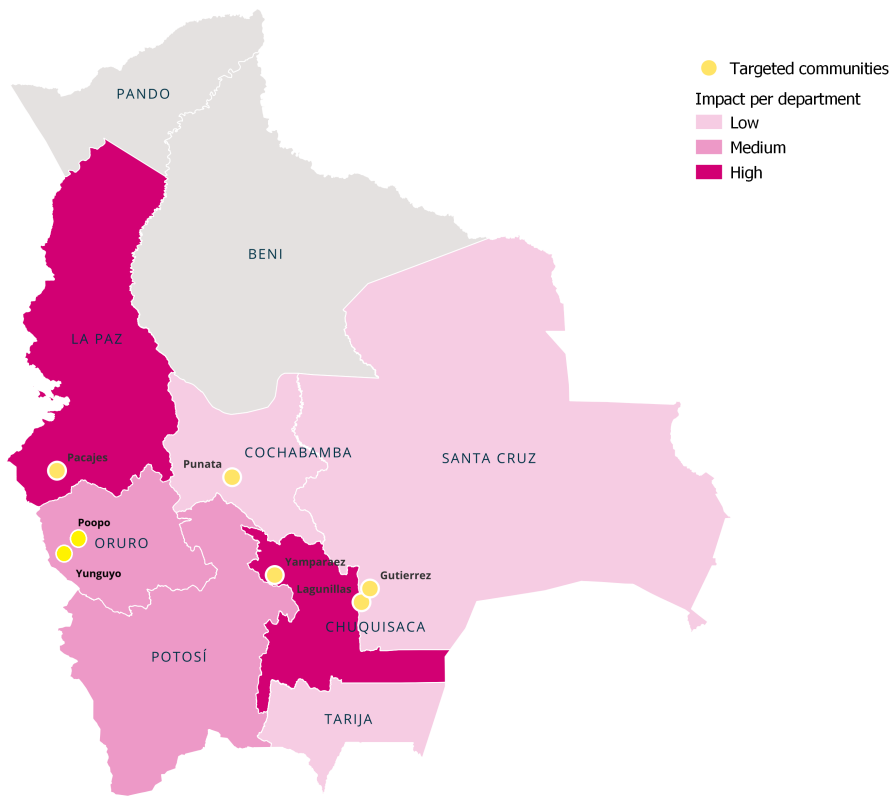 Targeted communities
Impact per department
Low
Medium
High
PANDO
BENI
LA PAZ
COCHABAMBA
SANTA CRUZ
Pacajes
Punata
Poopo
ORURO
Yunguyo
Yamparaez
Gutierrez
Lagunillas
CHUQUISACA
POTOSÍ
TARIJA